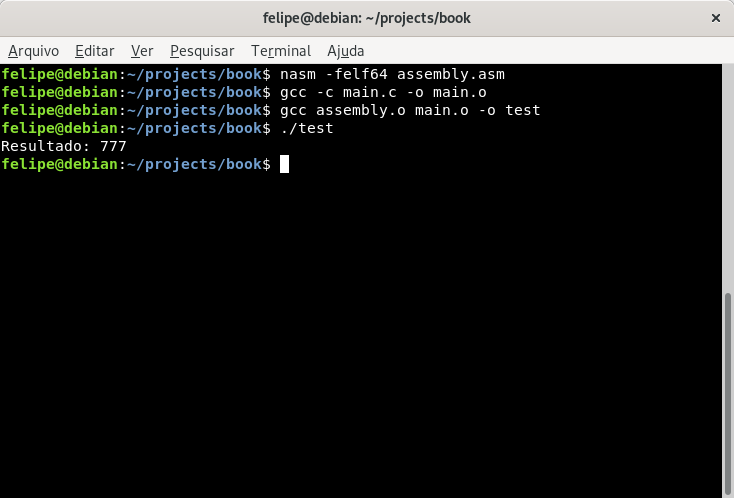 felipe@debian: ~/projects/book ×
Arquivo Editar Ver Pesquisar Terminal Ajuda
felipe@debian:~/projects/book$ nasm -felf64 assembly.asm
felipe@debian:~/projects/book$ gcc -c main.c -o main.o
felipe@debian:~/projects/book$ gcc assembly.o main.o -o test
felipe@debian:~/projects/book$ ./test
Resultado: 777
felipe@debian:~/projects/book$